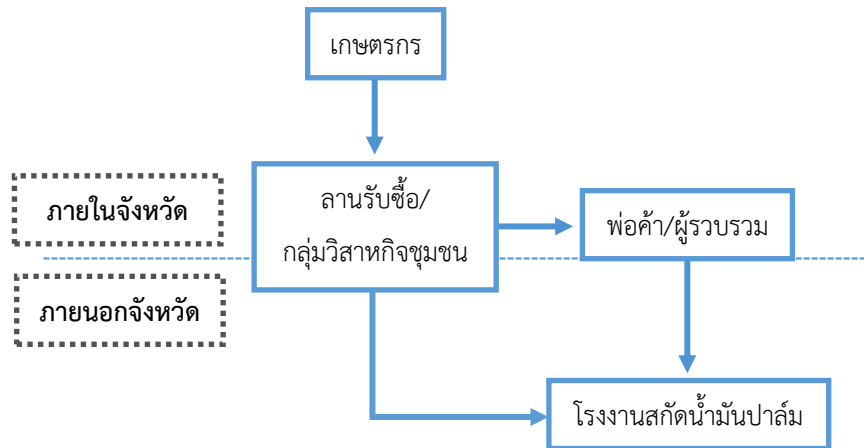 เกษตรกร
ภายในจังหวัด
ลานรับซื้อ/
กลุ่มวิสาหกิจชุมชน
พ่อค้า/ผู้รวบรวม
ภายนอกจังหวัด
โรงงานสกัดน้ำมันปาล์ม